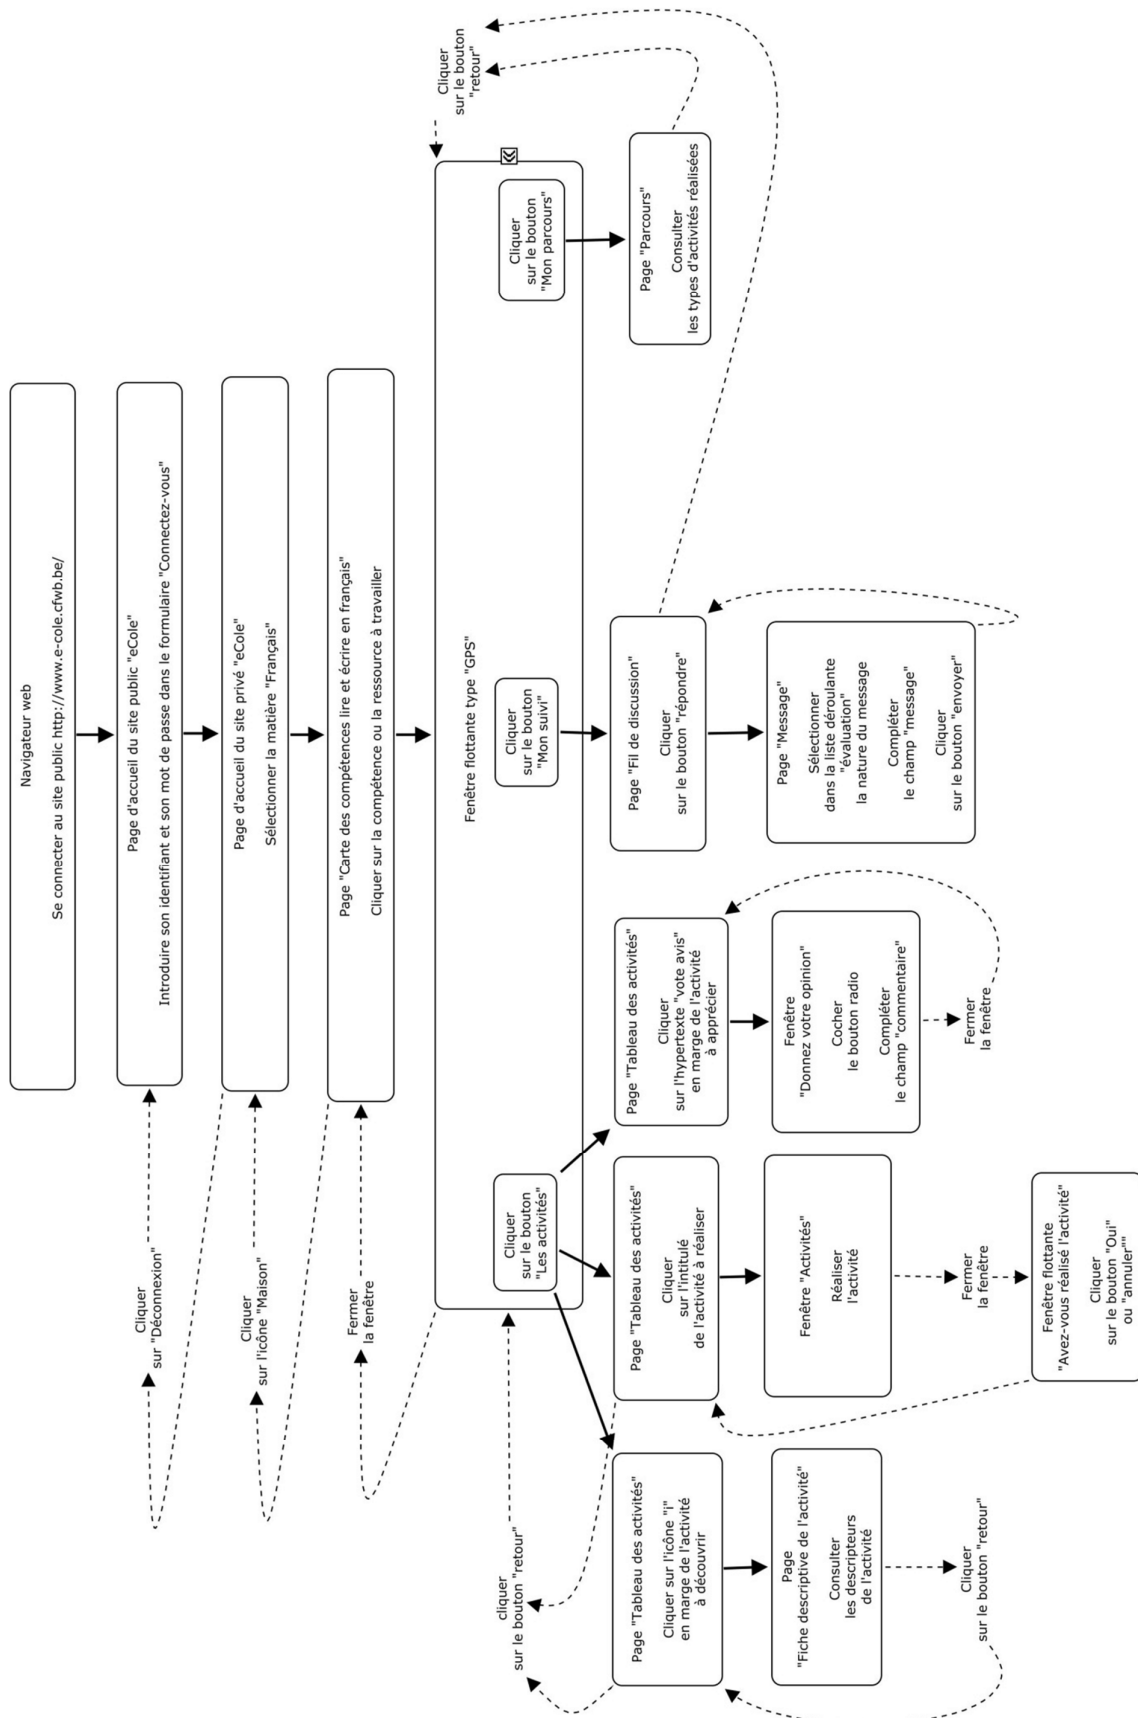 Navigateur web
Se connecter au site public http://www.e-cole.cfwb.be/
Page d'accueil du site public "eCole"
Introduire son identifiant et son mot de passe dans le formulaire "Connectez-vous"
Cliquer
sur "Déconnexion"
Page d'accueil du site privé "eCole"
Sélectionner la matière "Français"
Cliquer
sur l'icône "Maison"
Page "Carte des compétences lire et écrire en français"
Cliquer sur la compétence ou la ressource à travailler
Fermer
la fenêtre
Cliquer
sur le bouton
"retour"
Fenêtre flottante type "GPS"
cliquer
sur le bouton "retour"
Cliquer
sur le bouton
"Les activités"
Cliquer
sur le bouton
"Mon suivi"
Cliquer
sur le bouton
"Mon parcours"
Page "Tableau des activités"
Cliquer sur l'icône "i"
en marge de l'activité
à découvrir
Page "Tableau des activités"
Cliquer
sur l'intitulé
de l'activité à réaliser
Page "Tableau des activités"
Cliquer
sur l'hypertexte "vote avis"
en marge de l'activité
à apprécier
Page "Fil de discussion"
Cliquer
sur le bouton "répondre"
Page "Parcours"
Consulter
les types d'activités réalisées
Page
"Fiche descriptive de l'activité"
Consulter
les descripteurs
de l'activité
Fenêtre "Activités"
Réaliser
l'activité
Fenêtre
"Donnez votre opinion"
Cocher
le bouton radio
Compléter
le champ "commentaire"
Page "Message"
Sélectionner
dans la liste déroulante
"évaluation"
la nature du message
Compléter
le champ "message"
Cliquer
sur le bouton "envoyer"
Cliquer
sur le bouton "retour"
Fermer
la fenêtre
Fermer
la fenêtre
Fenêtre flottante
"Avez-vous réalisé l'activité"
Cliquer
sur le bouton "Oui"
ou "annuler""